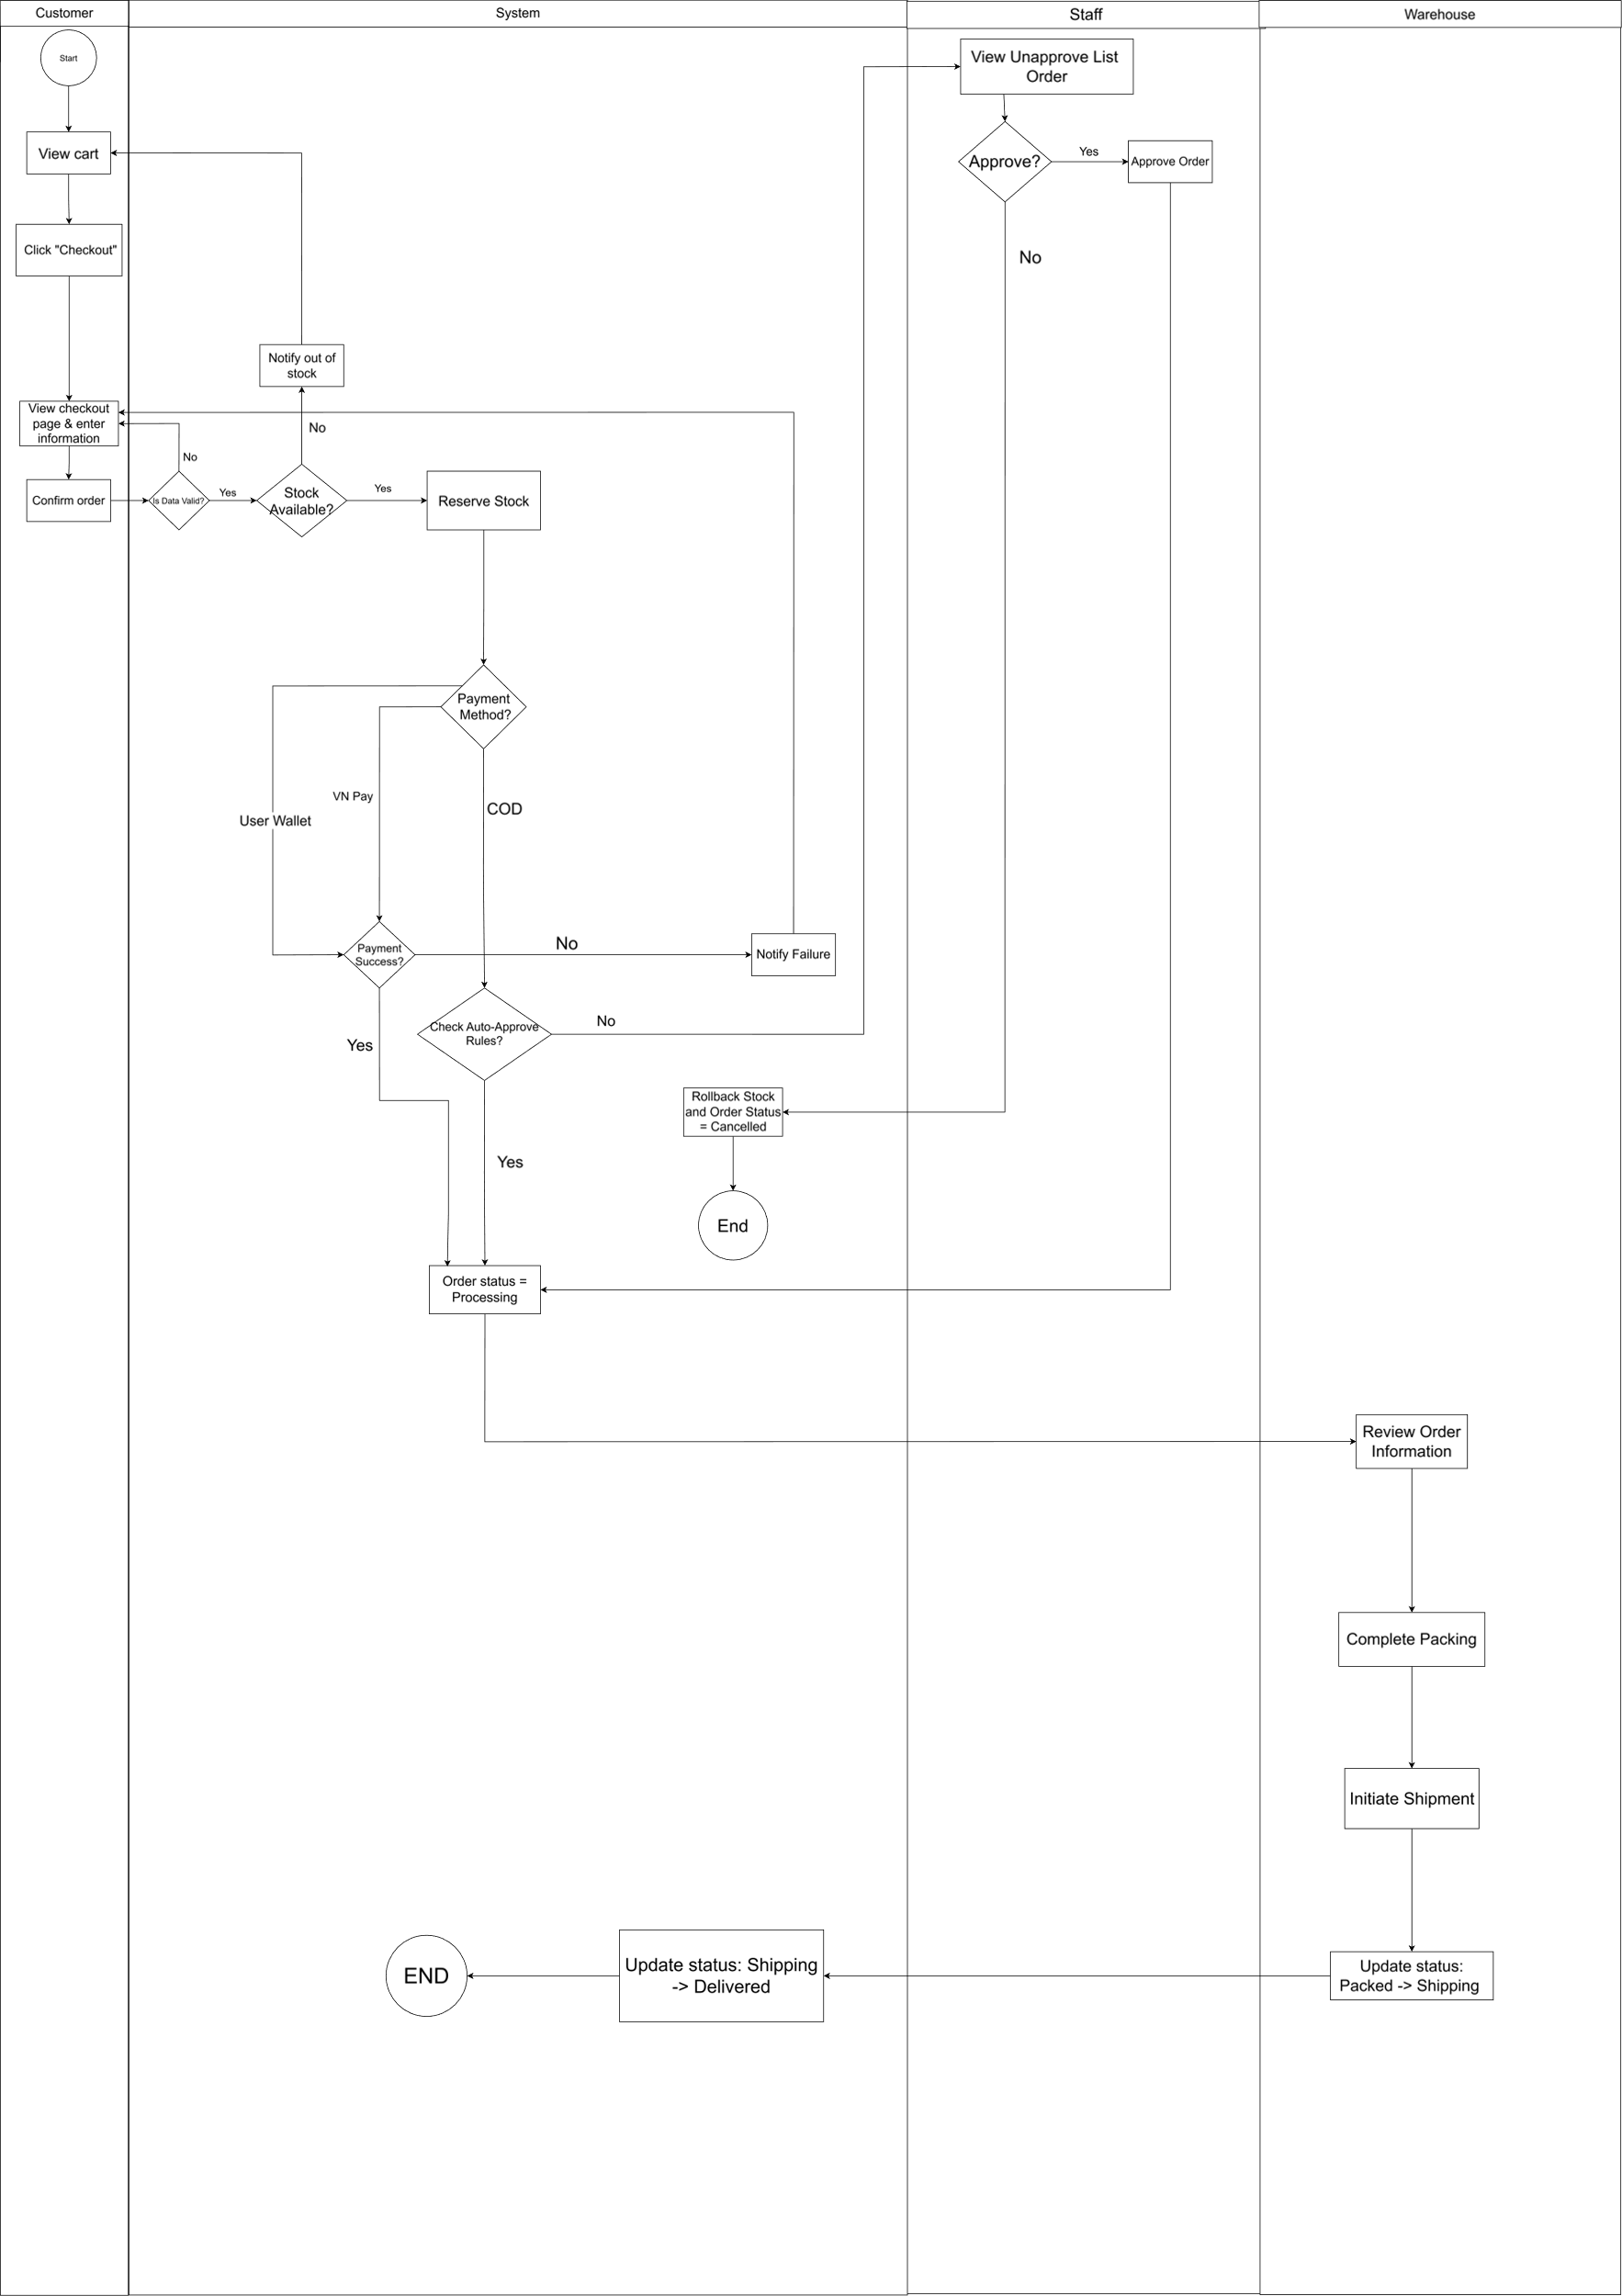 Customer
System
Staff
Warehouse
Start
View Unapprove List
Order
View cart
Approve?
Yes
Approve Order
Click "Checkout"
No
Notify out of
stock
View checkout
page & enter
information
No
No
Confirm order
Is Data Valid?
Yes
Stock
Available?
Yes
Reserve Stock
Payment
Method?
VN Pay
COD
User Wallet
Payment
Success?
No
Notify Failure
Check Auto-Approve
Rules?
No
Yes
Rollback Stock
and Order Status
= Cancelled
Yes
End
Order status =
Processing
Review Order
Information
Complete Packing
Initiate Shipment
Update status:
Packed -> Shipping
Update status: Shipping
-> Delivered
END